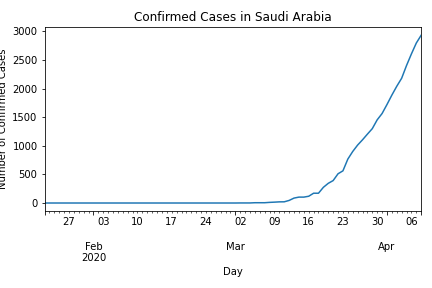 Confirmed Cases in Saudi Arabia
Number of Confirmed Cases
3000
2500
2000
1500
1000
500
0
27 03 10 17 24 02 09 16 23 30 06
Feb Mar Apr
2020
Day